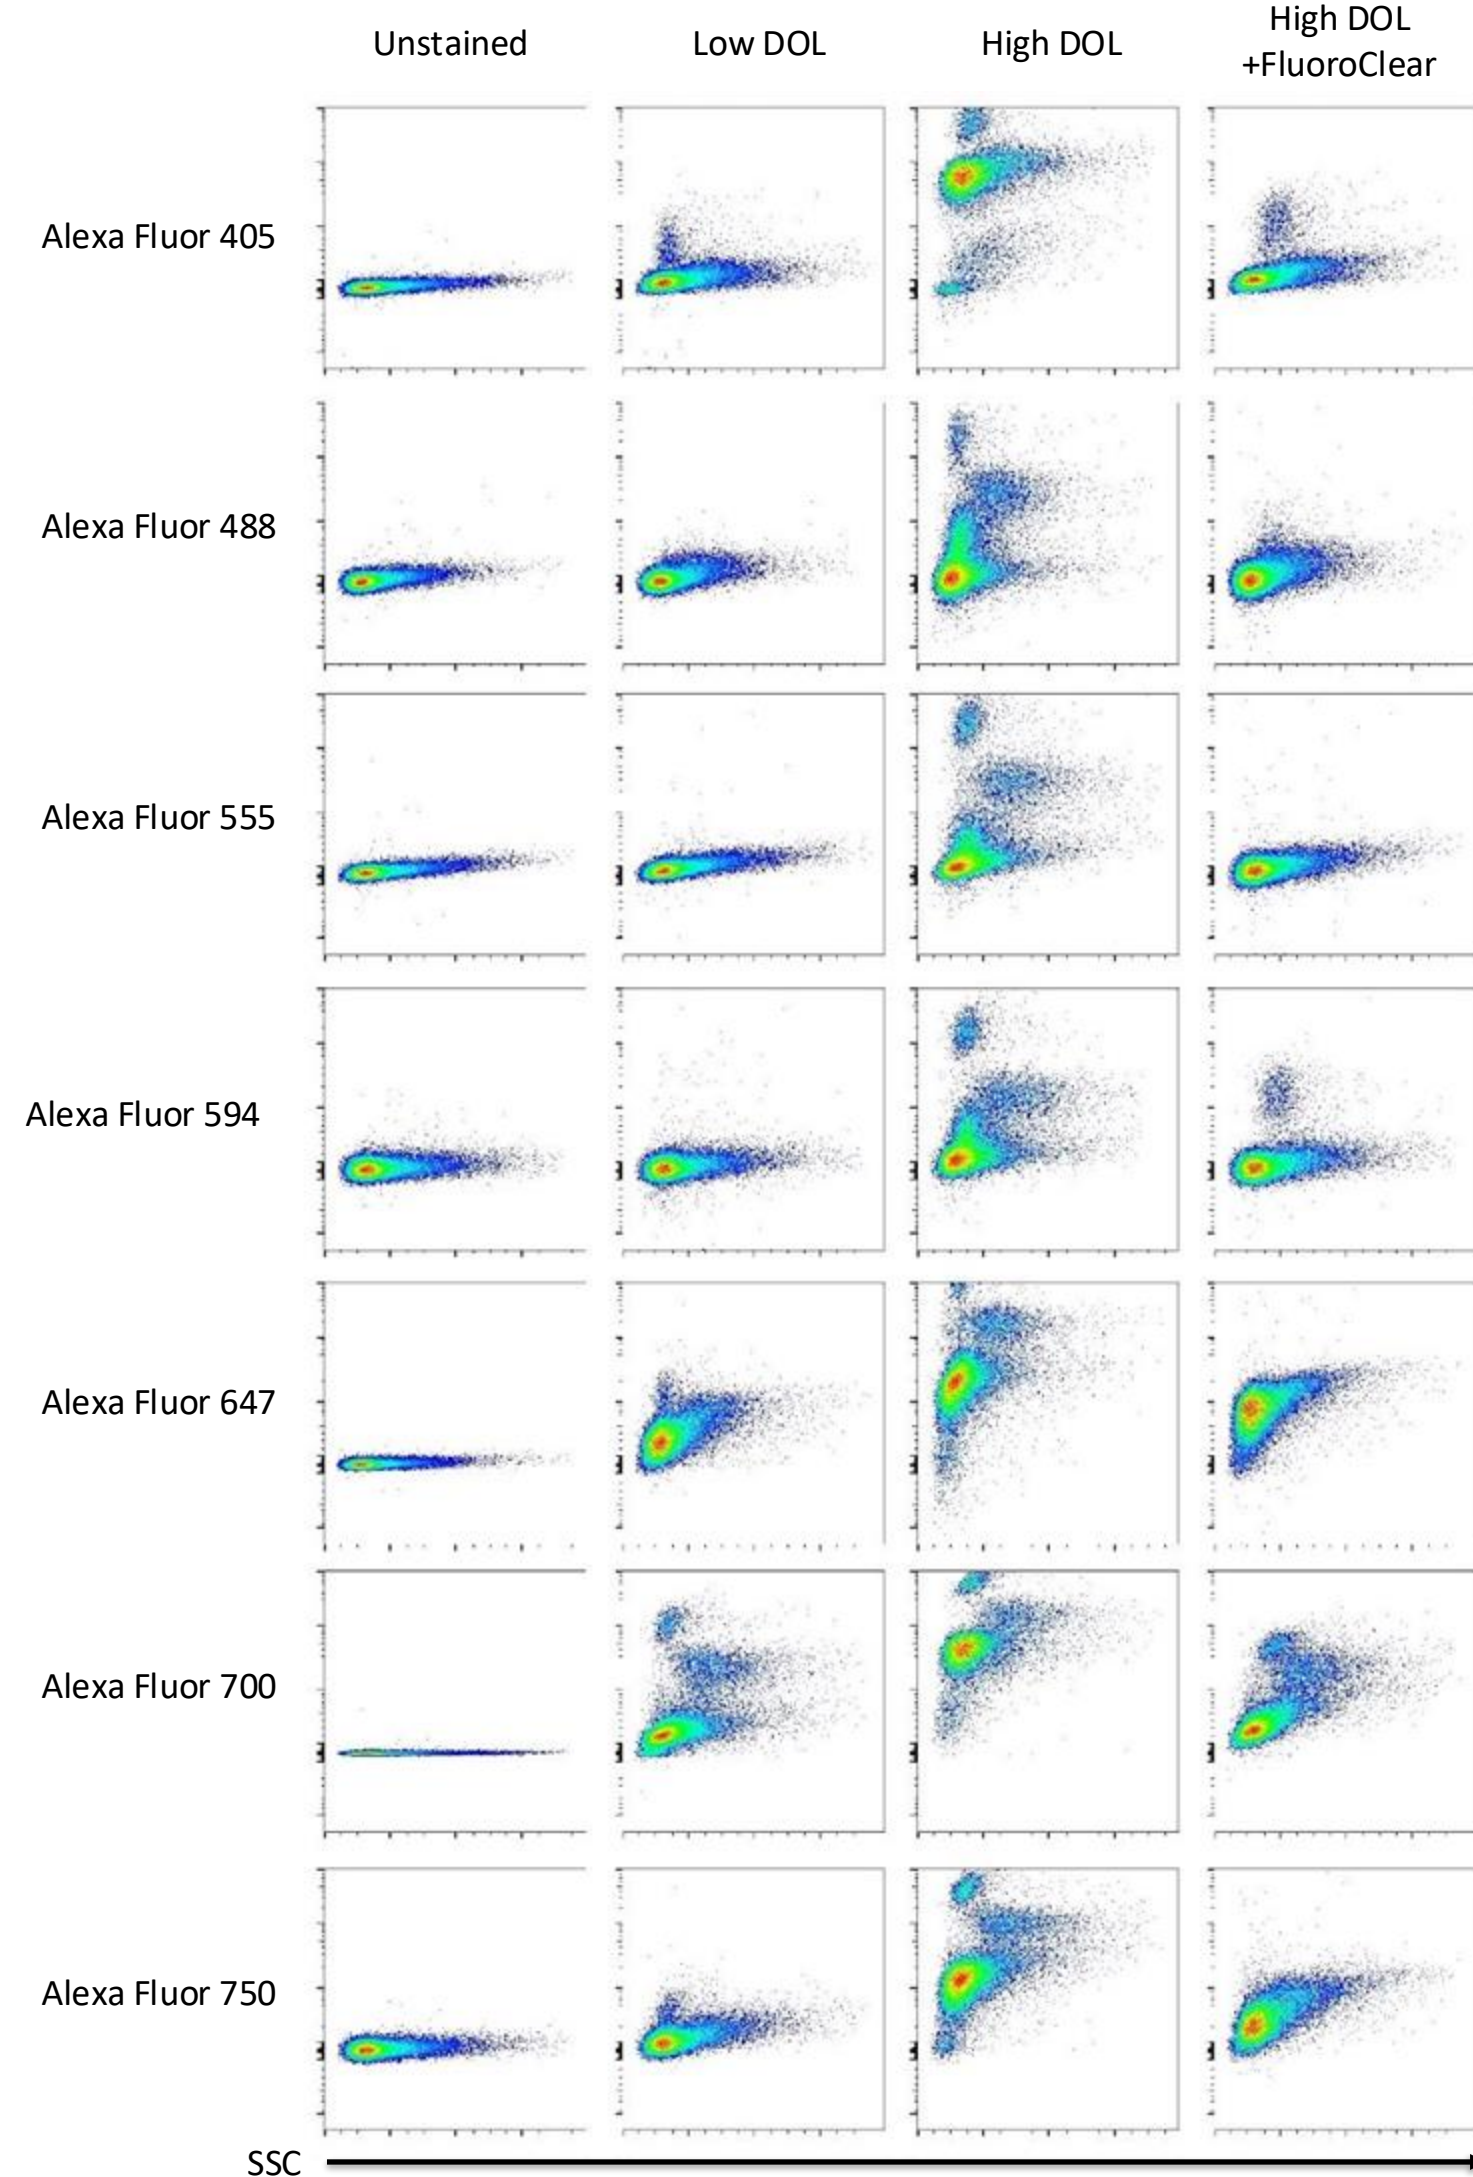 Unstained
Low DOL
High DOL
High DOL
+FluoroClear
Alexa Fluor 405
Alexa Fluor 488
Alexa Fluor 555
Alexa Fluor 594
Alexa Fluor 647
Alexa Fluor 700
Alexa Fluor 750
SSC